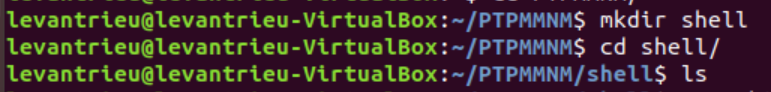 levantrieu@levantrieu-VirtualBox:~/PTPMMNM$ mkdir shell
levantrieu@levantrieu-VirtualBox:~/PTPMMNM$ cd shell/
levantrieu@levantrieu-VirtualBox:~/PTPMMNM/shell$ ls